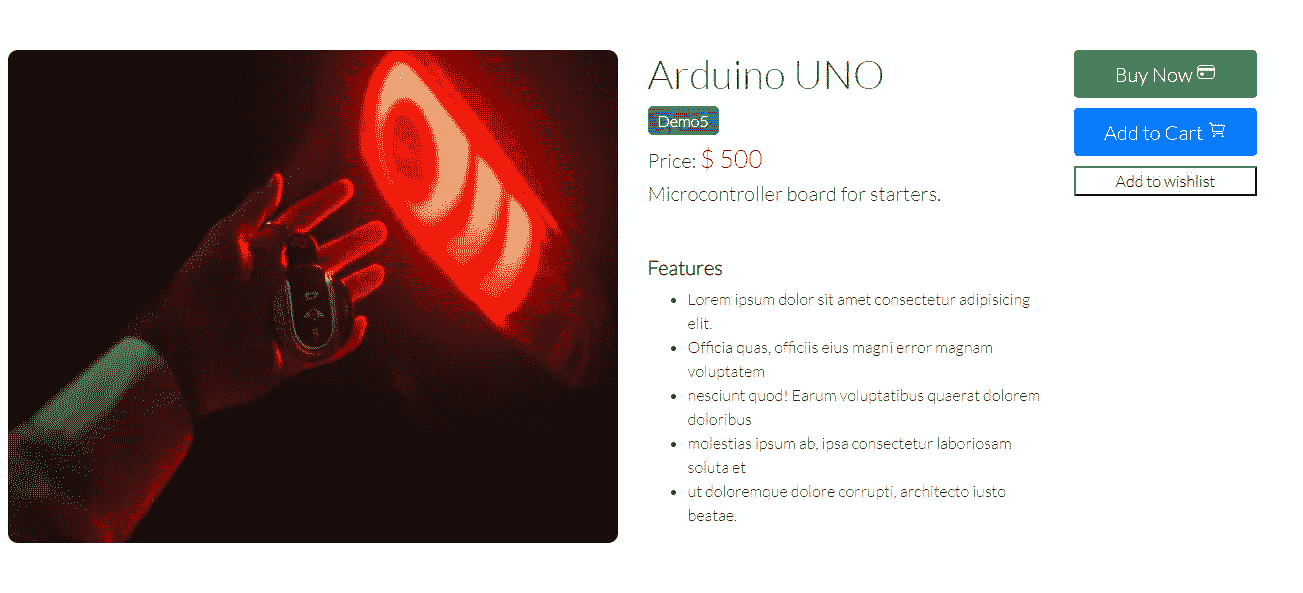 Arduino UNO
Demo5
Price: $ 500
Microcontroller board for starters.
Features
Lorem ipsum dolor sit amet consectetur adipisicing
elit.
Officia quas, officiis eius magni error magnam
voluptatem
nesciunt quod! Earum voluptatibus quaerat dolorem
doloribus
molestias ipsum ab, ipsa consectetur laboriosam
soluta et
ut doloremque dolore corrupti, architecto iusto
beatae.
Buy Now
Add to Cart
Add to wishlist